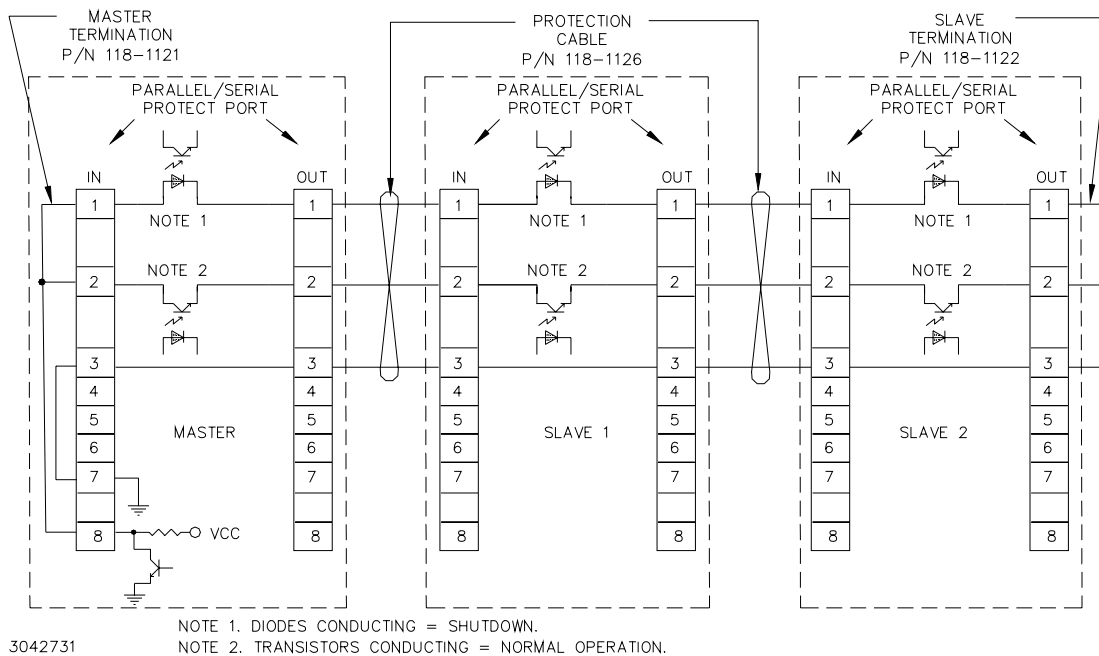 MASTER
TERMINATION
P/N 118-1121
PROTECTION
CABLE
P/N 118-1126
SLAVE
TERMINATION
P/N 118-1122
PARALLEL/SERIAL
PROTECT PORT
PARALLEL/SERIAL
PROTECT PORT
PARALLEL/SERIAL
PROTECT PORT
IN
OUT
IN
OUT
IN
OUT
1
NOTE 1
1
1
NOTE 1
1
1
NOTE 1
1
2
NOTE 2
2
2
NOTE 2
2
2
NOTE 2
2
3
3
3
3
3
3
4
4
4
4
4
4
5
5
5
5
5
5
MASTER
SLAVE 1
SLAVE 2
6
6
6
6
6
6
7
7
7
7
7
7
8
VCC
8
8
8
8
8
NOTE 1. DIODES CONDUCTING = SHUTDOWN.
3042731
NOTE 2. TRANSISTORS CONDUCTING = NORMAL OPERATION.